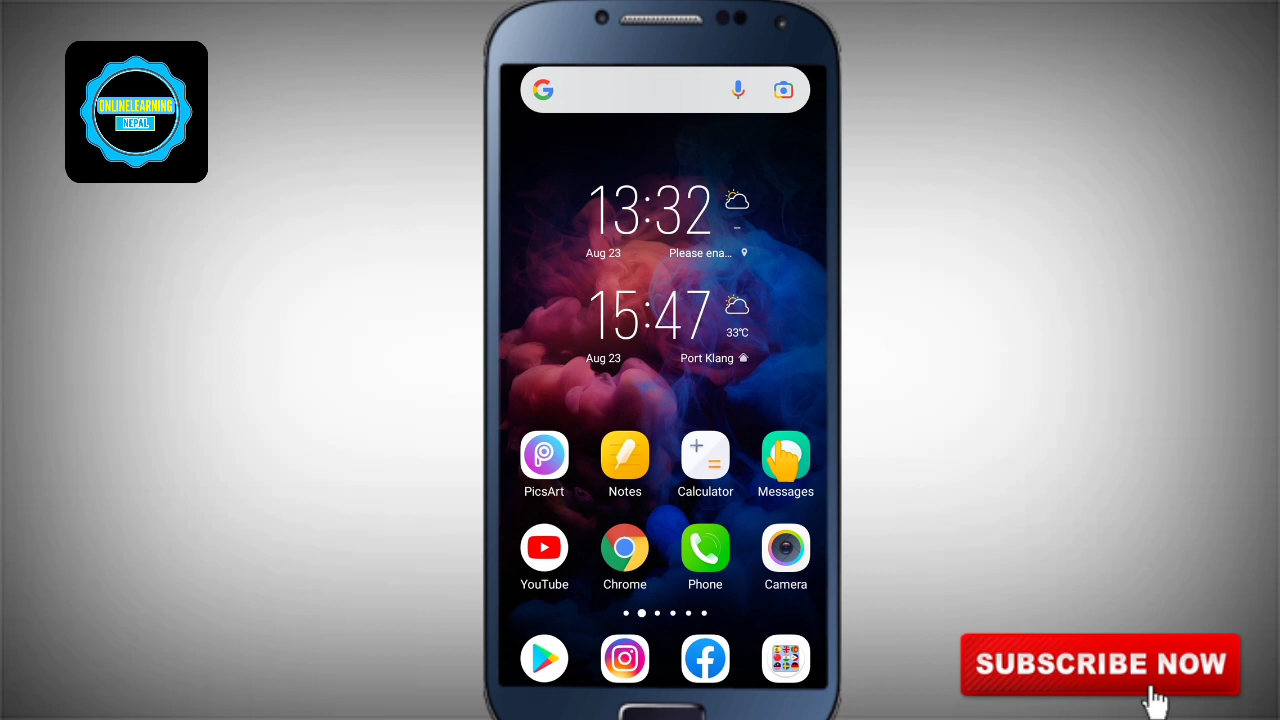 ONLINELEARNING
NEPAL
13:32
Aug 23 Please ena...
15:47
33℃
Aug 23 Port Klang
PicsArt Notes Calculator Messages
YouTube Chrome Phone Camera
SUBSCRIBE NOW